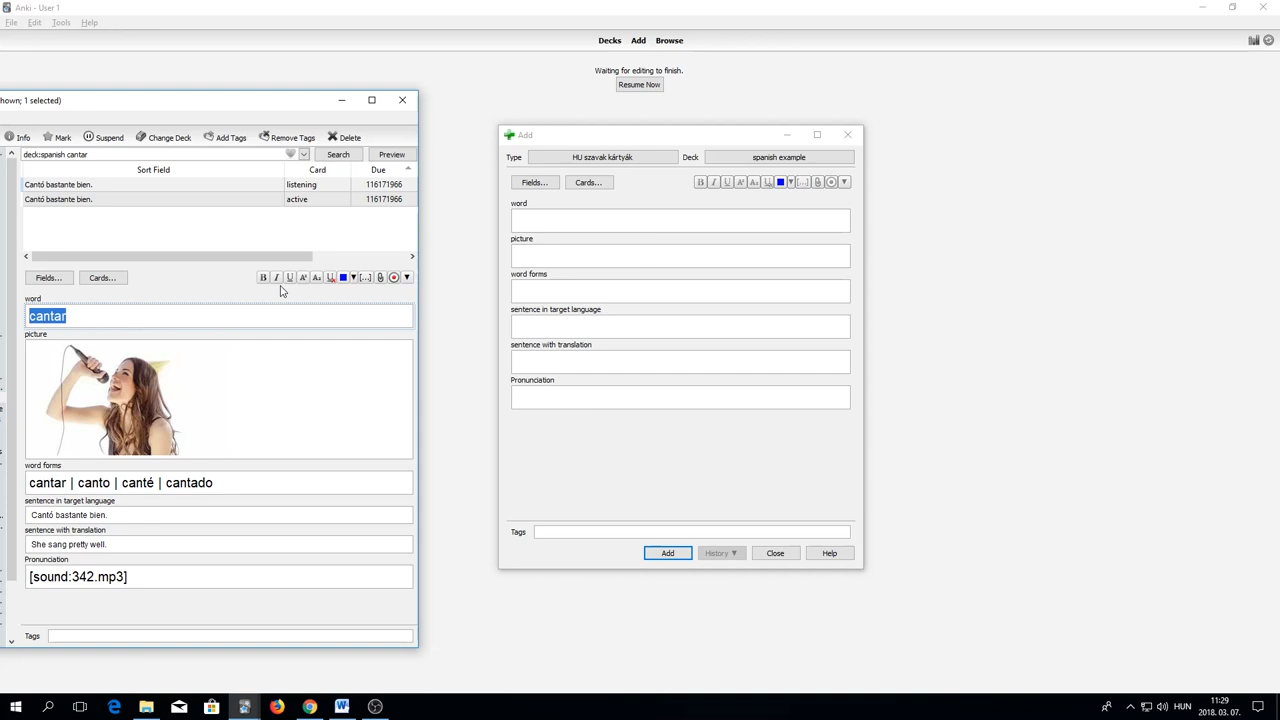 Anki - User 1
File Edit Tools Help
Decks Add Browse
Waiting for editing to finish.
Resume Now
hown; 1 selected)
Info Mark Suspend Change Deck Add Tags Remove Tags Delete
deck:spanish cantar
Search Preview
Sort Field Card Due
Cantó bastante bien. listening 116171966
Cantó bastante bien. active 116171966
Fields... Cards...
word
cantar
picture
word forms
cantar | canto | canté | cantado
sentence in target language
Cantó bastante bien.
sentence with translation
She sang pretty well.
Pronunciation
[sound:342.mp3]
Tags
Add
Type HU szavak kártyák Deck spanish example
Fields... Cards...
word
picture
word forms
sentence in target language
sentence with translation
Pronunciation
Tags
Add History ▼ Close Help
HUN
11:29
2018. 03. 07.